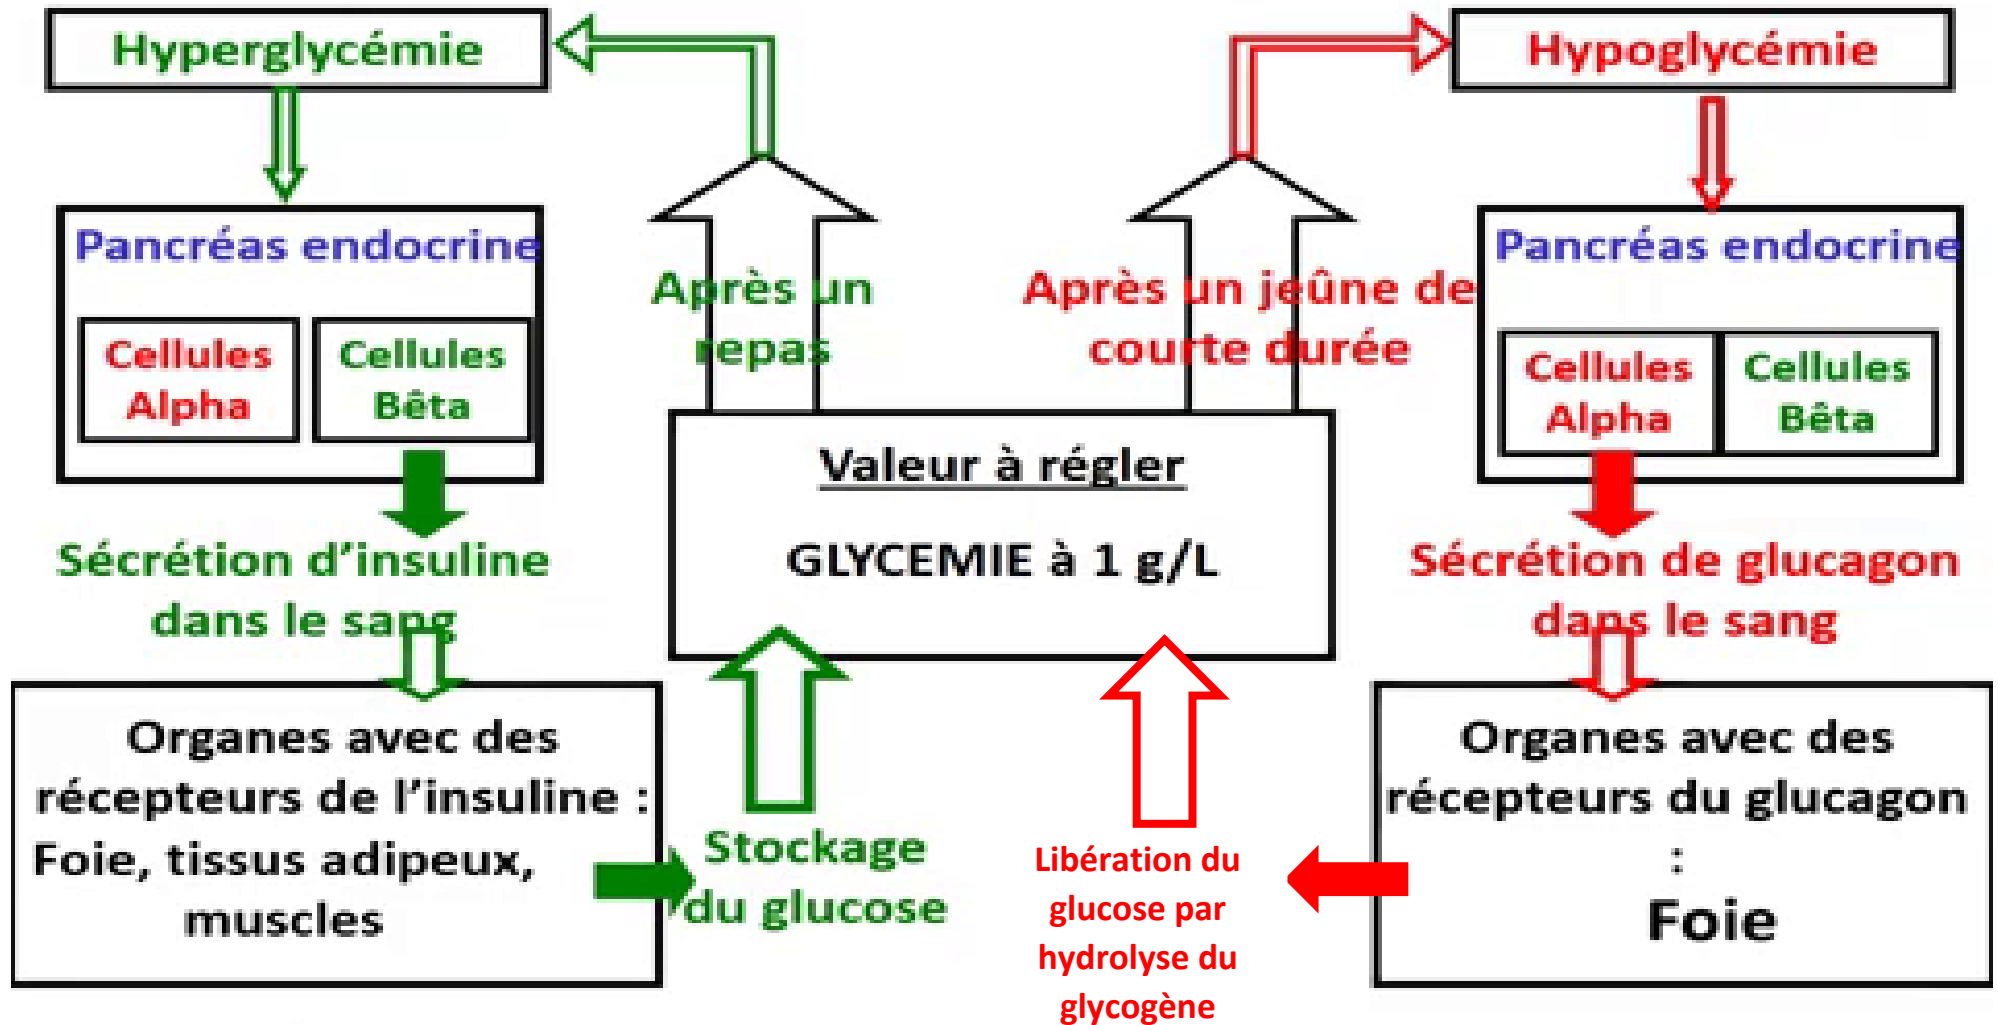 Hyperglycémie
Hypoglycémie
Pancréas endocrine
Cellules
Alpha
Cellules
Bêta
Après un
repas
Après un jeûne de
courte durée
Pancréas endocrine
Cellules
Alpha
Cellules
Bêta
Valeur à régler
GLYCEMIE à 1 g/L
Sécrétion d’insuline
dans le sang
Sécrétion de glucagon
dans le sang
Organes avec des
récepteurs de l’insuline :
Foie, tissus adipeux,
muscles
Stockage
du glucose
Libération du
glucose par
hydrolyse du
glycogène
Organes avec des
récepteurs du glucagon
:
Foie